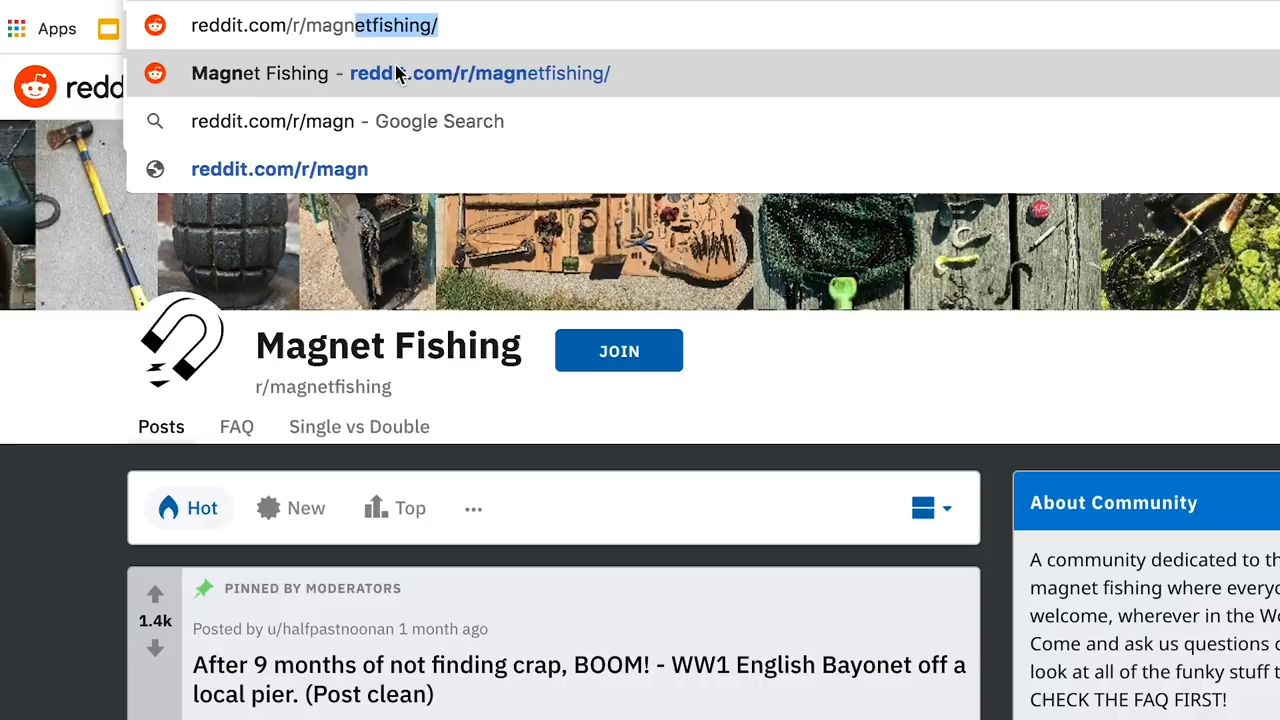 Apps
reddit.com/r/magnetfishing/
Magnet Fishing - reddit.com/r/magnetfishing/
reddit.com/r/magn - Google Search
reddit.com/r/magn
redd
Magnet Fishing
JOIN
r/magnetfishing
Posts FAQ Single vs Double
Hot New Top ...
PINNED BY MODERATORS
1.4k
Posted by u/halfpastnoonan 1 month ago
After 9 months of not finding crap, BOOM! - WW1 English Bayonet off a
local pier. (Post clean)
About Community
A community dedicated to th
magnet fishing where everyo
welcome, wherever in the Wo
Come and ask us questions o
look at all of the funky stuff t
CHECK THE FAQ FIRST!